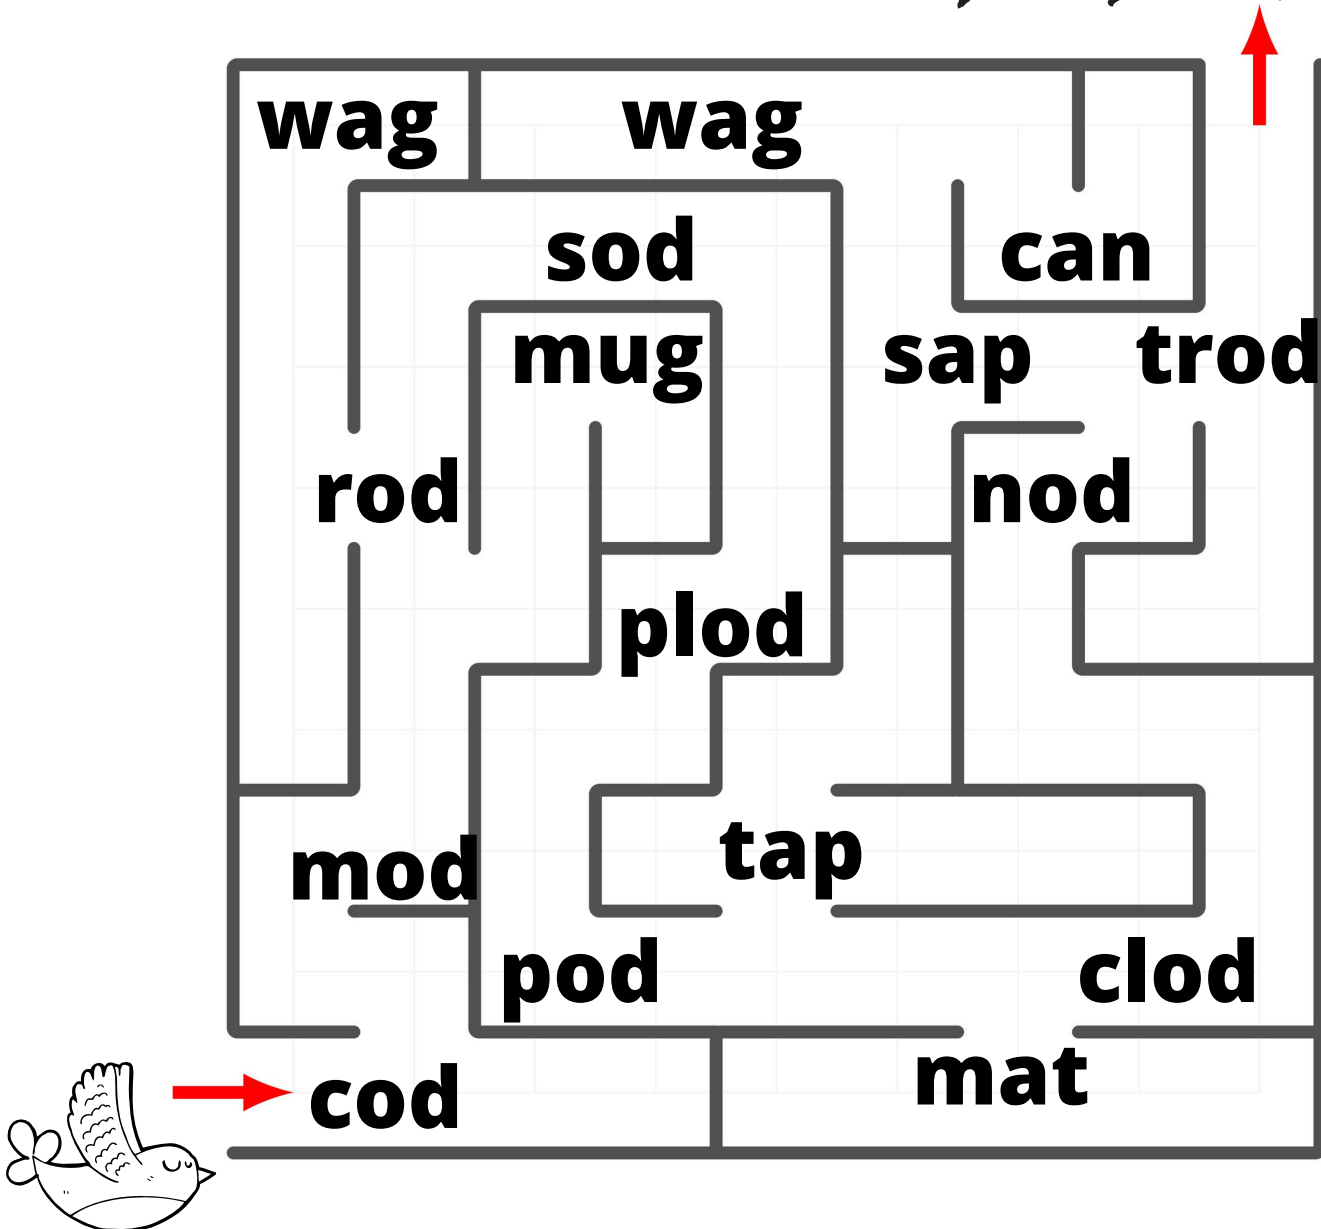 wag wag
sod can
mug sap trod
rod nod
plod
mod tap
pod clod
cod mat